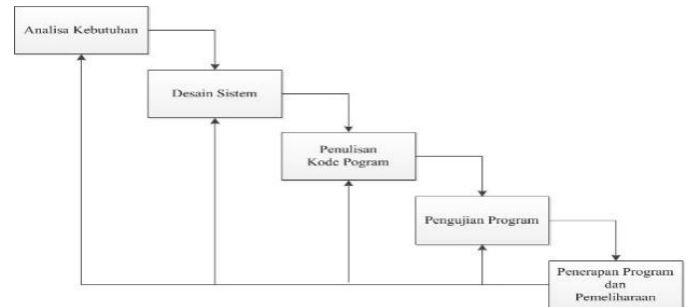 Analisa Kebutuhan
Desain Sistem
Penulisan
Kode Pogram
Pengujian Program
Penerapan Program
dan
Pemeliharaan